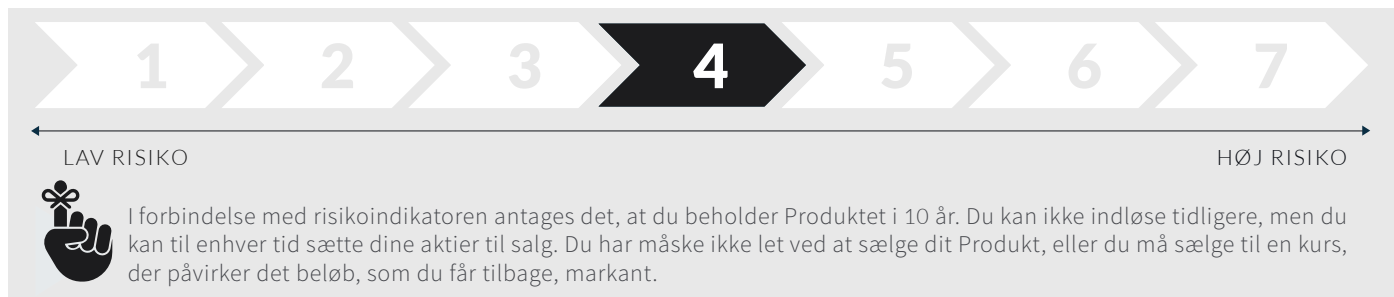 1 2 3 4 5 6 7
LAV RISIKO HØJ RISIKO
I forbindelse med risikoindikatoren antages det, at du beholder Produktet i 10 år. Du kan ikke indløse tidligere, men du
kan til enhver tid sætte dine aktier til salg. Du har måske ikke let ved at sælge dit Produkt, eller du må sælge til en kurs,
der påvirker det beløb, som du får tilbage, markant.